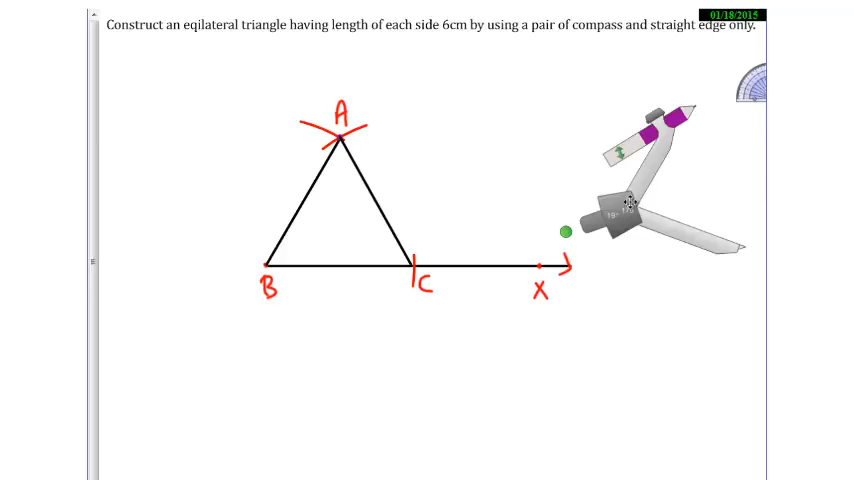 01/18/2015
Construct an eqilateral triangle having length of each side 6cm by using a pair of compass and straight edge only.
A
B
C
X